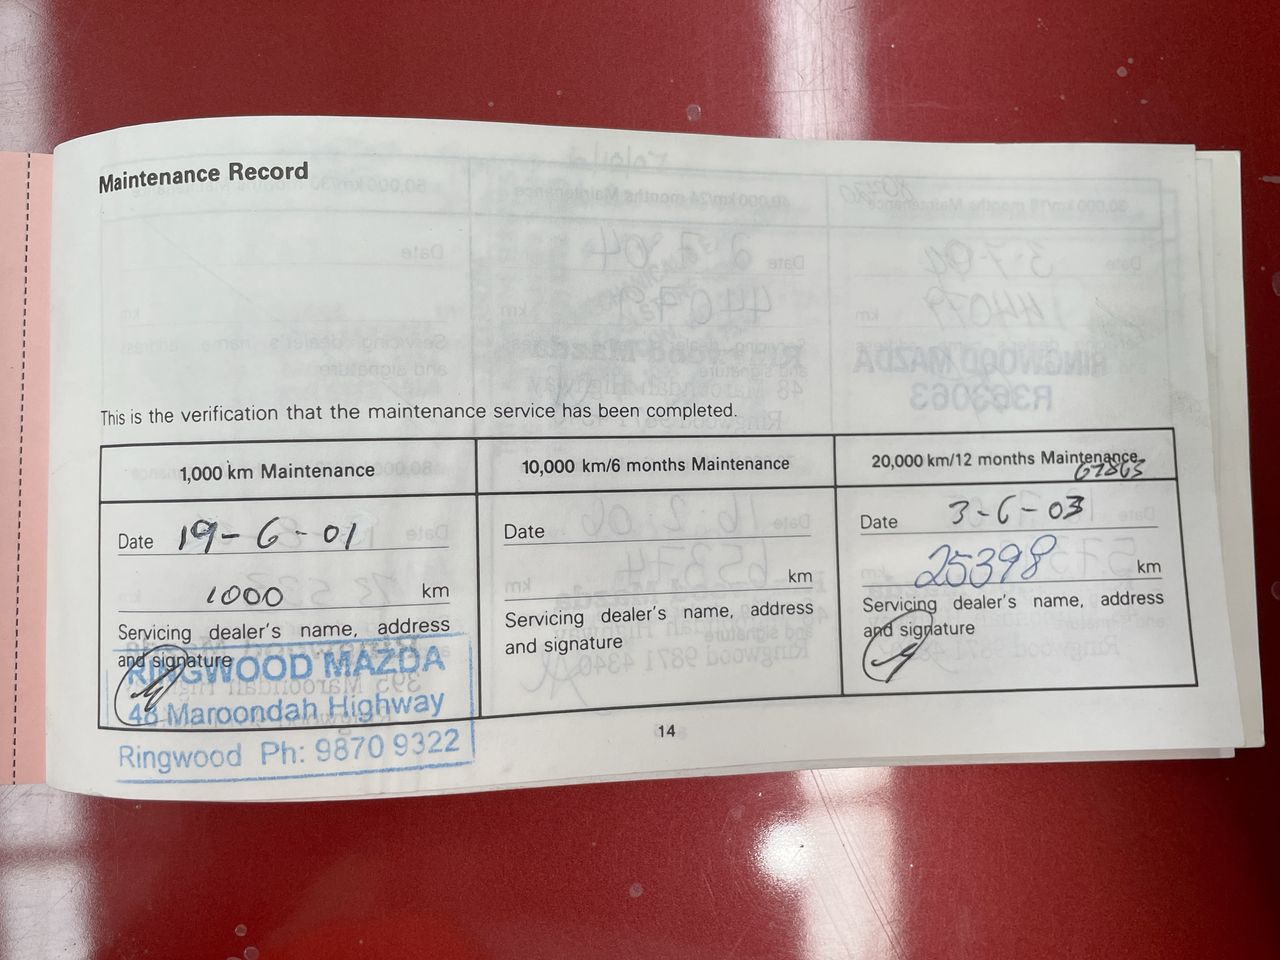 Maintenance Record
This is the verification that the maintenance service has been completed.
1,000 km Maintenance
Date 19-6-01
1000 km
Servicing dealer's name, address
and signature
RINGWOOD MAZDA
48 Maroondah Highway
Ringwood Ph: 9870 9322
10,000 km/6 months Maintenance
Date
km
Servicing dealer's name, address
and signature
20,000 km/12 months Maintenance
Date 3-6-03
25398 km
Servicing dealer's name, address
and signature
14